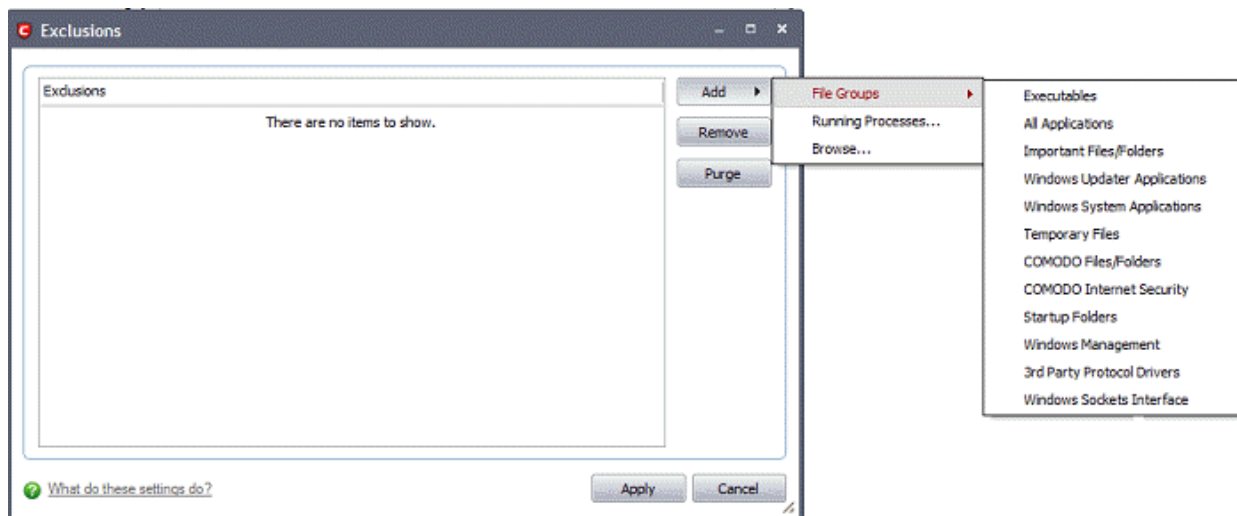 Exclusions
Exclusions
There are no items to show.
Add
Remove
Purge
File Groups
Running Processes...
Browse...
Executables
All Applications
Important Files/Folders
Windows Updater Applications
Windows System Applications
Temporary Files
COMODO Files/Folders
COMODO Internet Security
Startup Folders
Windows Management
3rd Party Protocol Drivers
Windows Sockets Interface
What do these settings do?
Apply
Cancel